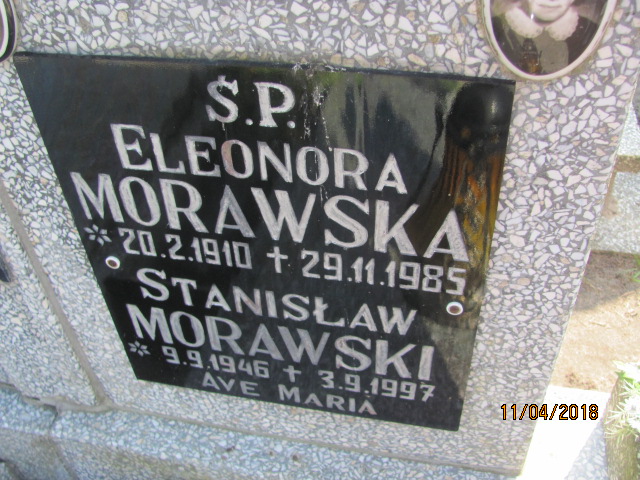 Ś.P.
ELEONORA
MORAWSKA
* 20.2.1910 † 29.11.1985
STANISŁAW
MORAWSKI
* 9.9.1946 † 3.9.1997
AVE MARIA
11/04/2018